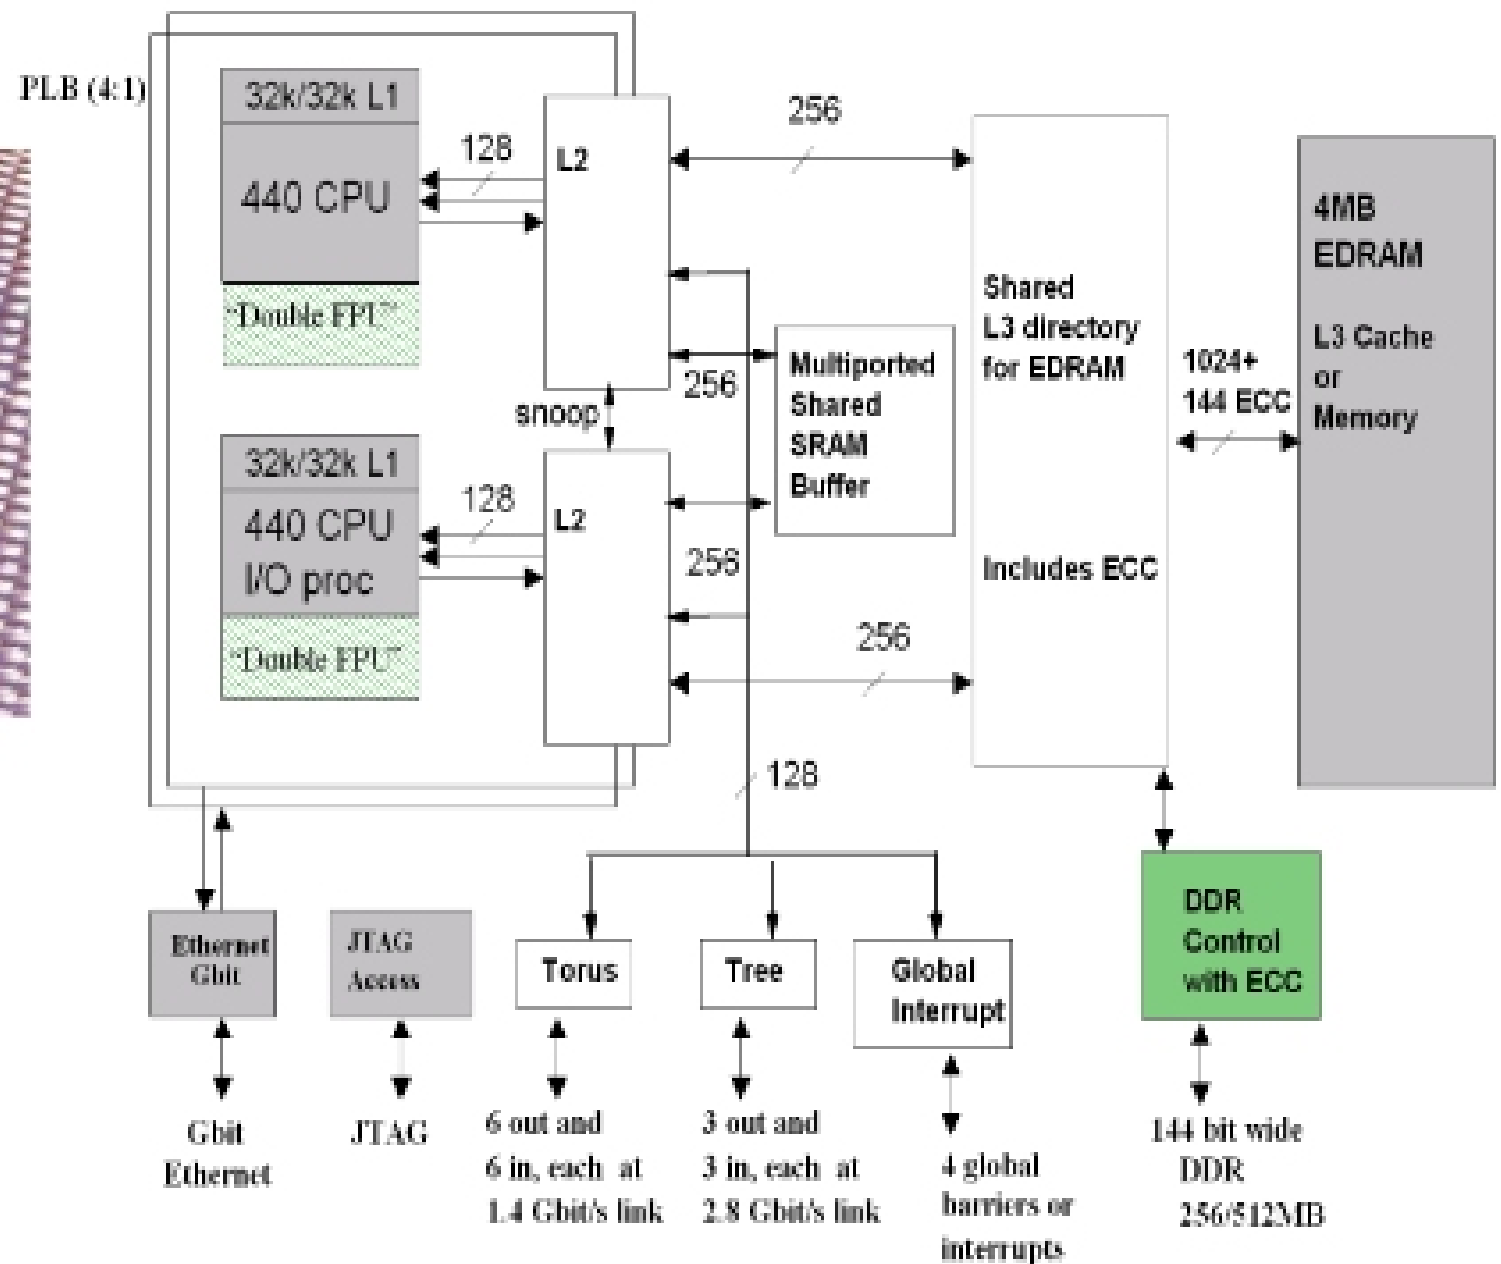 PLB (4:1)
32k/32k L1
440 CPU
"Double FPU"
128
L2
256
256
snoop
Multiported
Shared
SRAM
Buffer
Shared
L3 directory
for EDRAM
Includes ECC
1024+
144 ECC
4MB
EDRAM
L3 Cache
or
Memory
32k/32k L1
440 CPU
I/O proc
"Double FPU"
128
L2
256
256
128
Ethernet
Gbit
JTAG
Access
Torus
Tree
Global
Interrupt
DDR
Control
with ECC
Gbit
Ethernet
JTAG
6 out and
6 in, each at
1.4 Gbit/s link
3 out and
3 in, each at
2.8 Gbit/s link
4 global
barriers or
interrupts
144 bit wide
DDR
256/512MB